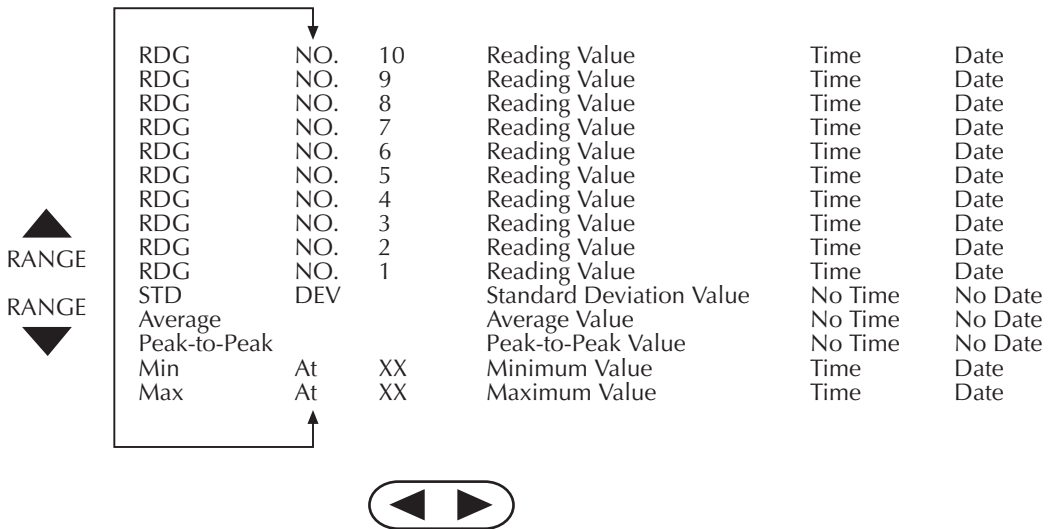 RDG NO. 10 Reading Value Time Date
RDG NO. 9 Reading Value Time Date
RDG NO. 8 Reading Value Time Date
RDG NO. 7 Reading Value Time Date
RDG NO. 6 Reading Value Time Date
RDG NO. 5 Reading Value Time Date
RDG NO. 4 Reading Value Time Date
RDG NO. 3 Reading Value Time Date
RANGE
RDG NO. 2 Reading Value Time Date
RDG NO. 1 Reading Value Time Date
STD DEV Standard Deviation Value No Time No Date
RANGE
Average Average Value No Time No Date
Peak-to-Peak Peak-to-Peak Value No Time No Date
Min At XX Minimum Value Time Date
Max At XX Maximum Value Time Date